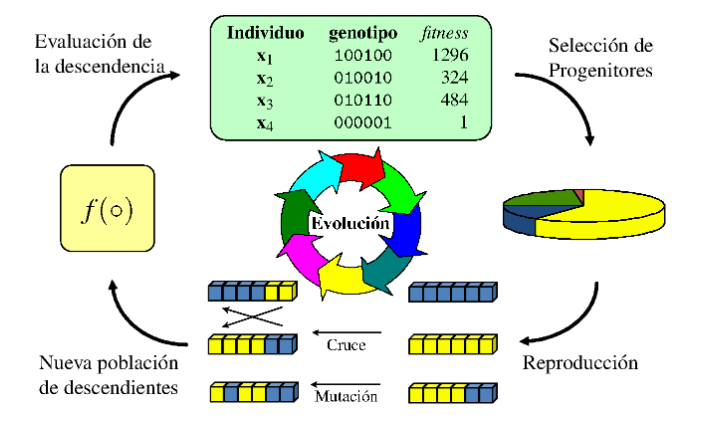 Individuo genotipo fitness
x1 100100 1296
x2 010010 324
x3 010110 484
x4 000001 1
Evaluación de
la descendencia
Selección de
Progenitores
f(○)
Evolución
Cruce
Mutación
Reproducción
Nueva población
de descendientes